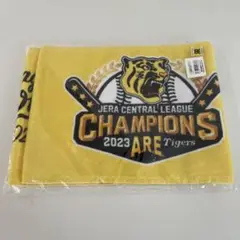 JERA CENTRAL LEAGUE
CHAMPIONS
2023 ARE Tigers